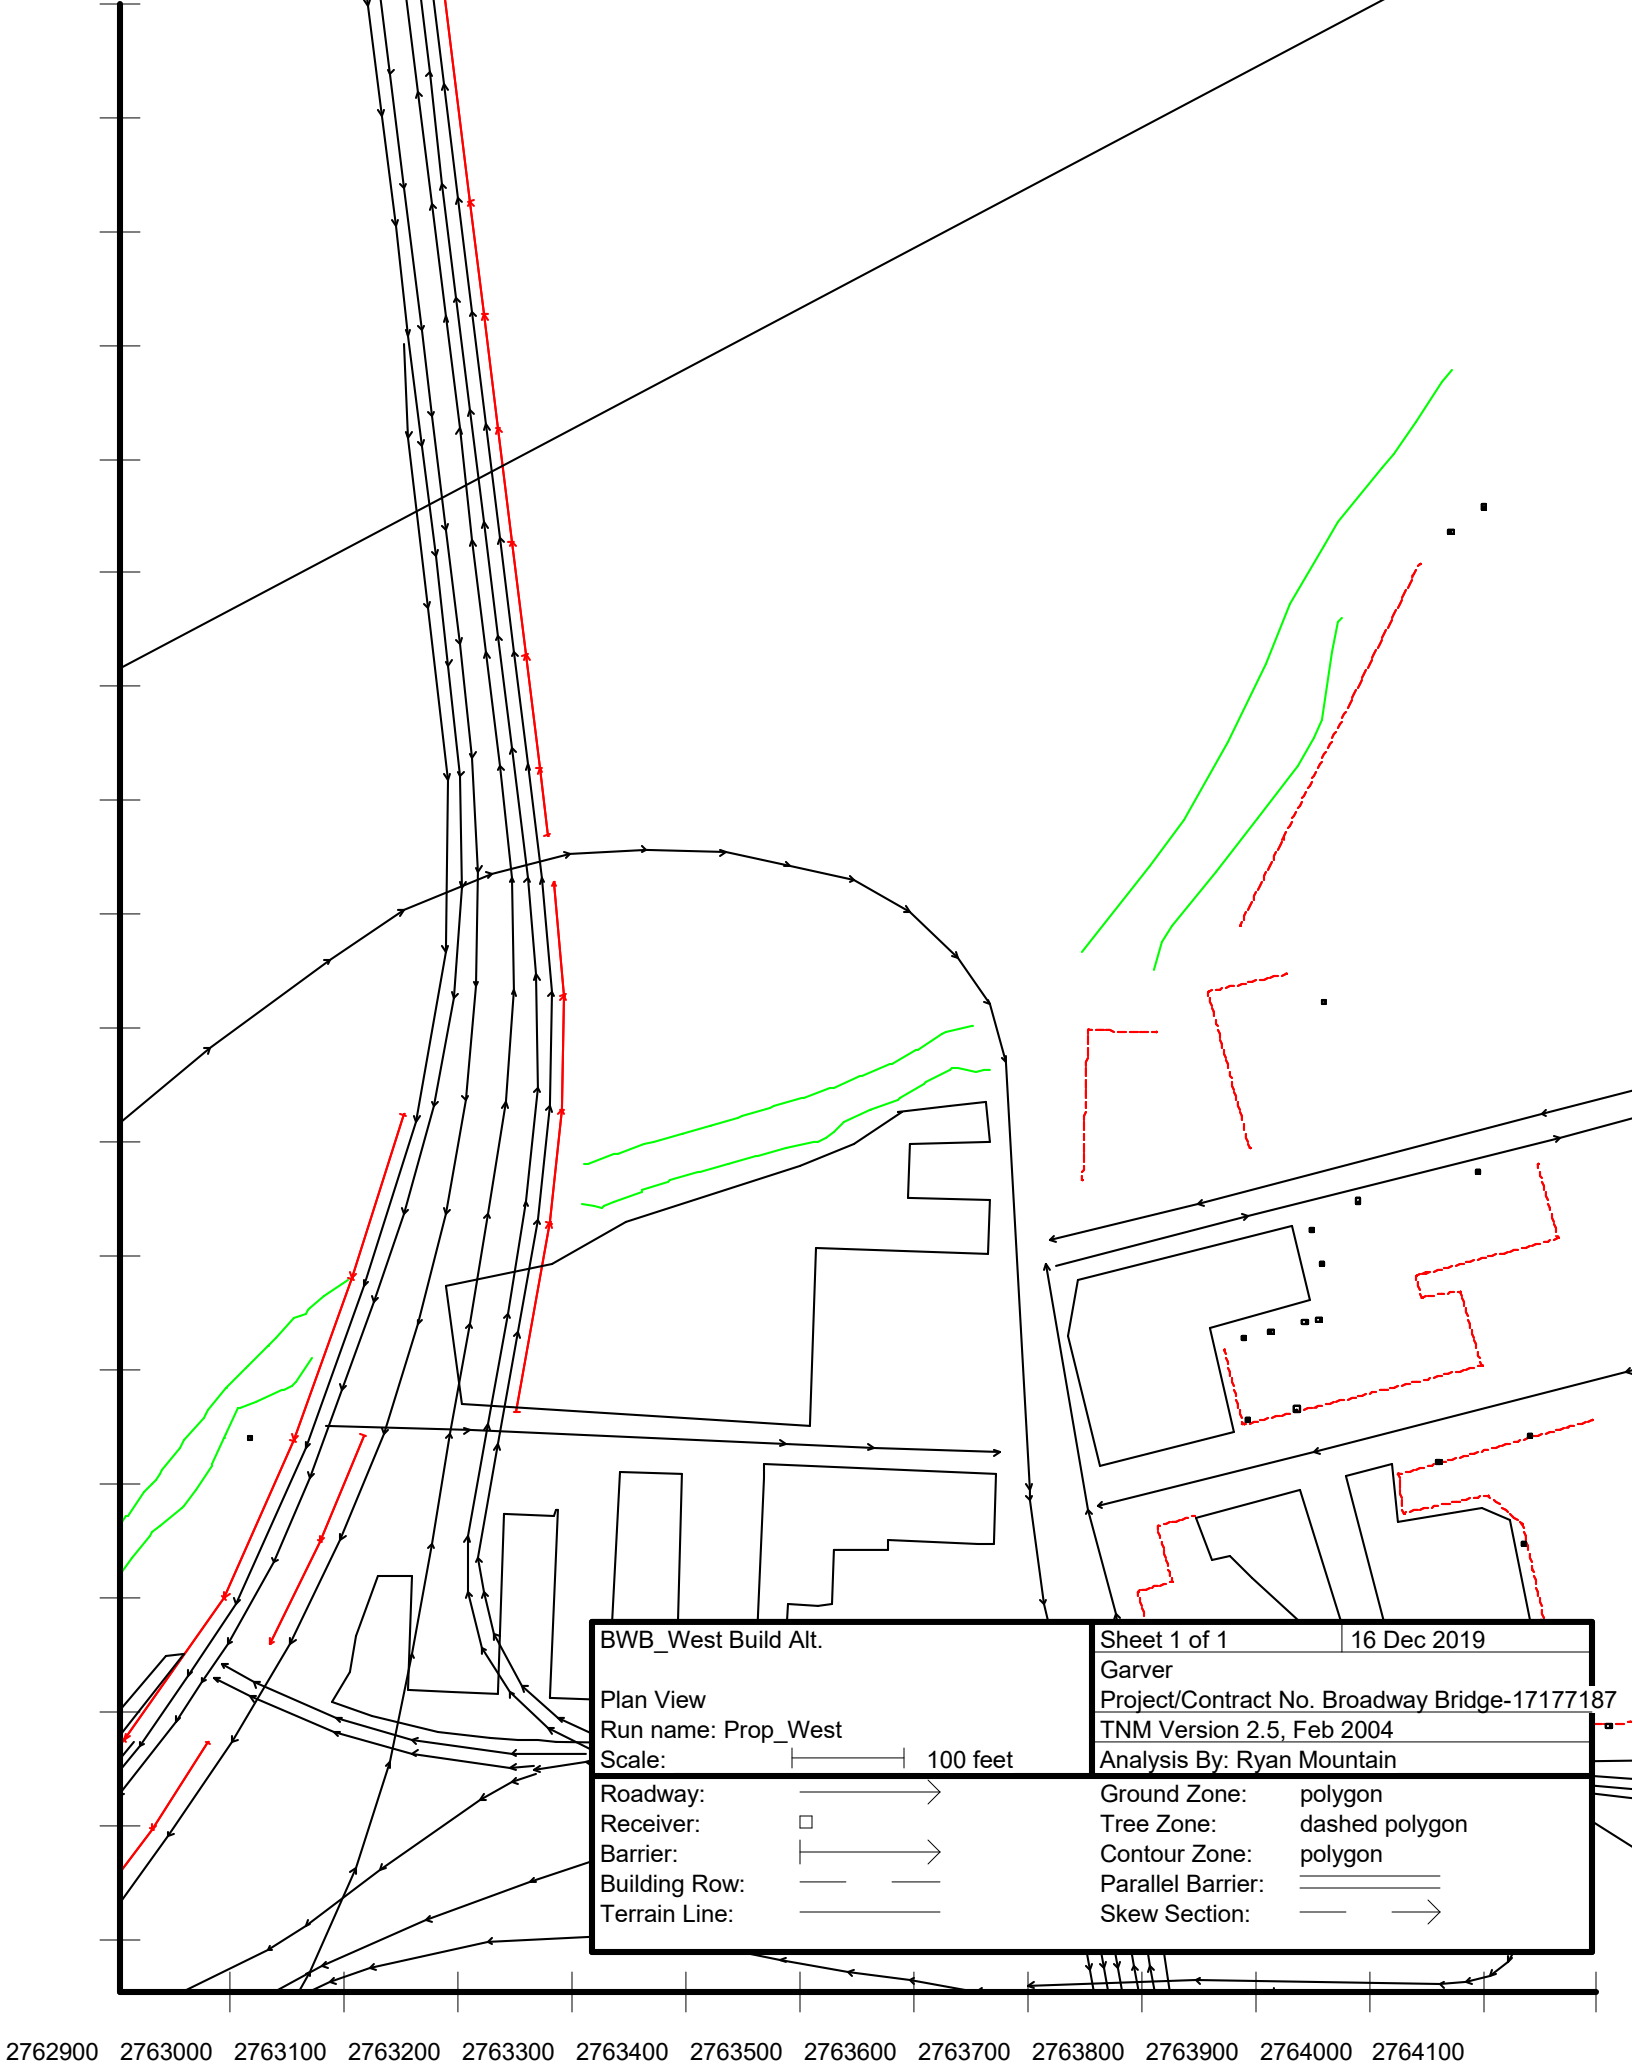 BWB_West Build Alt.
Plan View
Run name: Prop_West
Scale: 100 feet
Sheet 1 of 1 16 Dec 2019
Garver
Project/Contract No. Broadway Bridge-17177187
TNM Version 2.5, Feb 2004
Analysis By: Ryan Mountain
Roadway:
Receiver:
Barrier:
Building Row:
Terrain Line:
Ground Zone: polygon
Tree Zone: dashed polygon
Contour Zone: polygon
Parallel Barrier:
Skew Section:
2762900 2763000 2763100 2763200 2763300 2763400 2763500 2763600 2763700 2763800 2763900 2764000 2764100